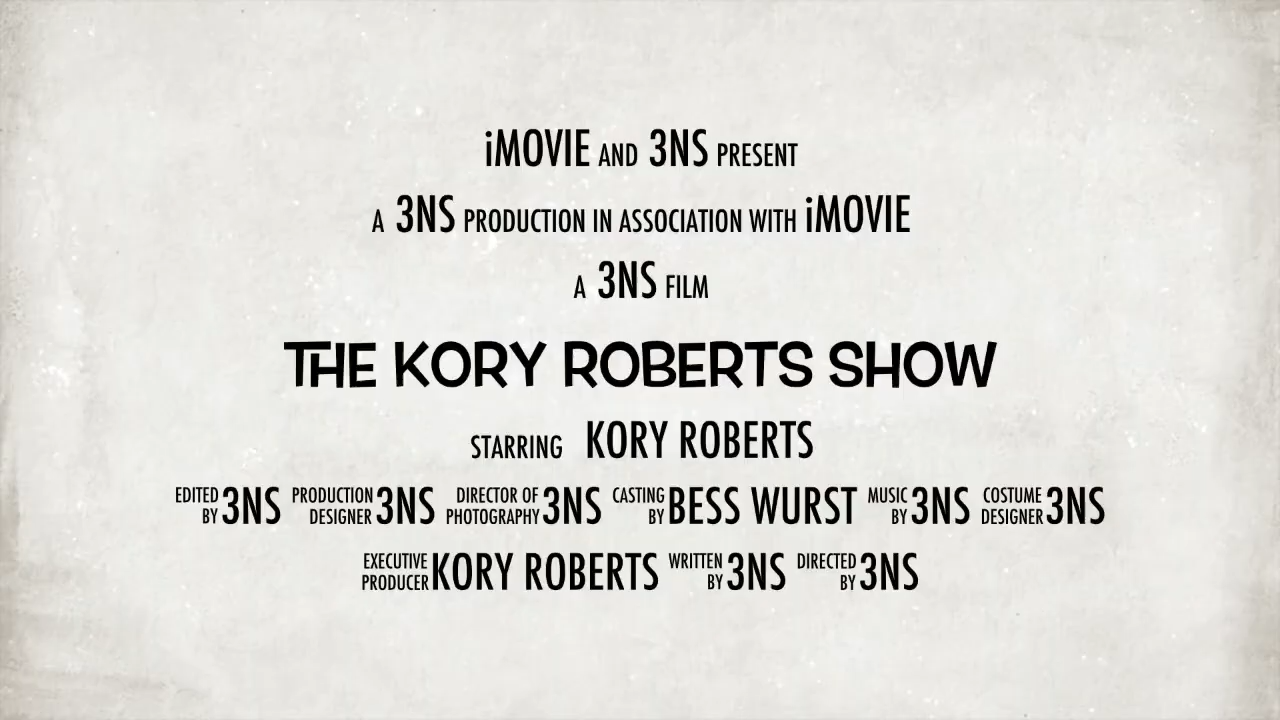 iMOVIE AND 3NS PRESENT
A 3NS PRODUCTION IN ASSOCIATION WITH iMOVIE
A 3NS FILM
THE KORY ROBERTS SHOW
STARRING KORY ROBERTS
EDITED BY 3NS PRODUCTION DESIGNER 3NS DIRECTOR OF PHOTOGRAPHY 3NS CASTING BY BESS WURST MUSIC BY 3NS COSTUME DESIGNER 3NS
EXECUTIVE PRODUCER KORY ROBERTS WRITTEN BY 3NS DIRECTED BY 3NS